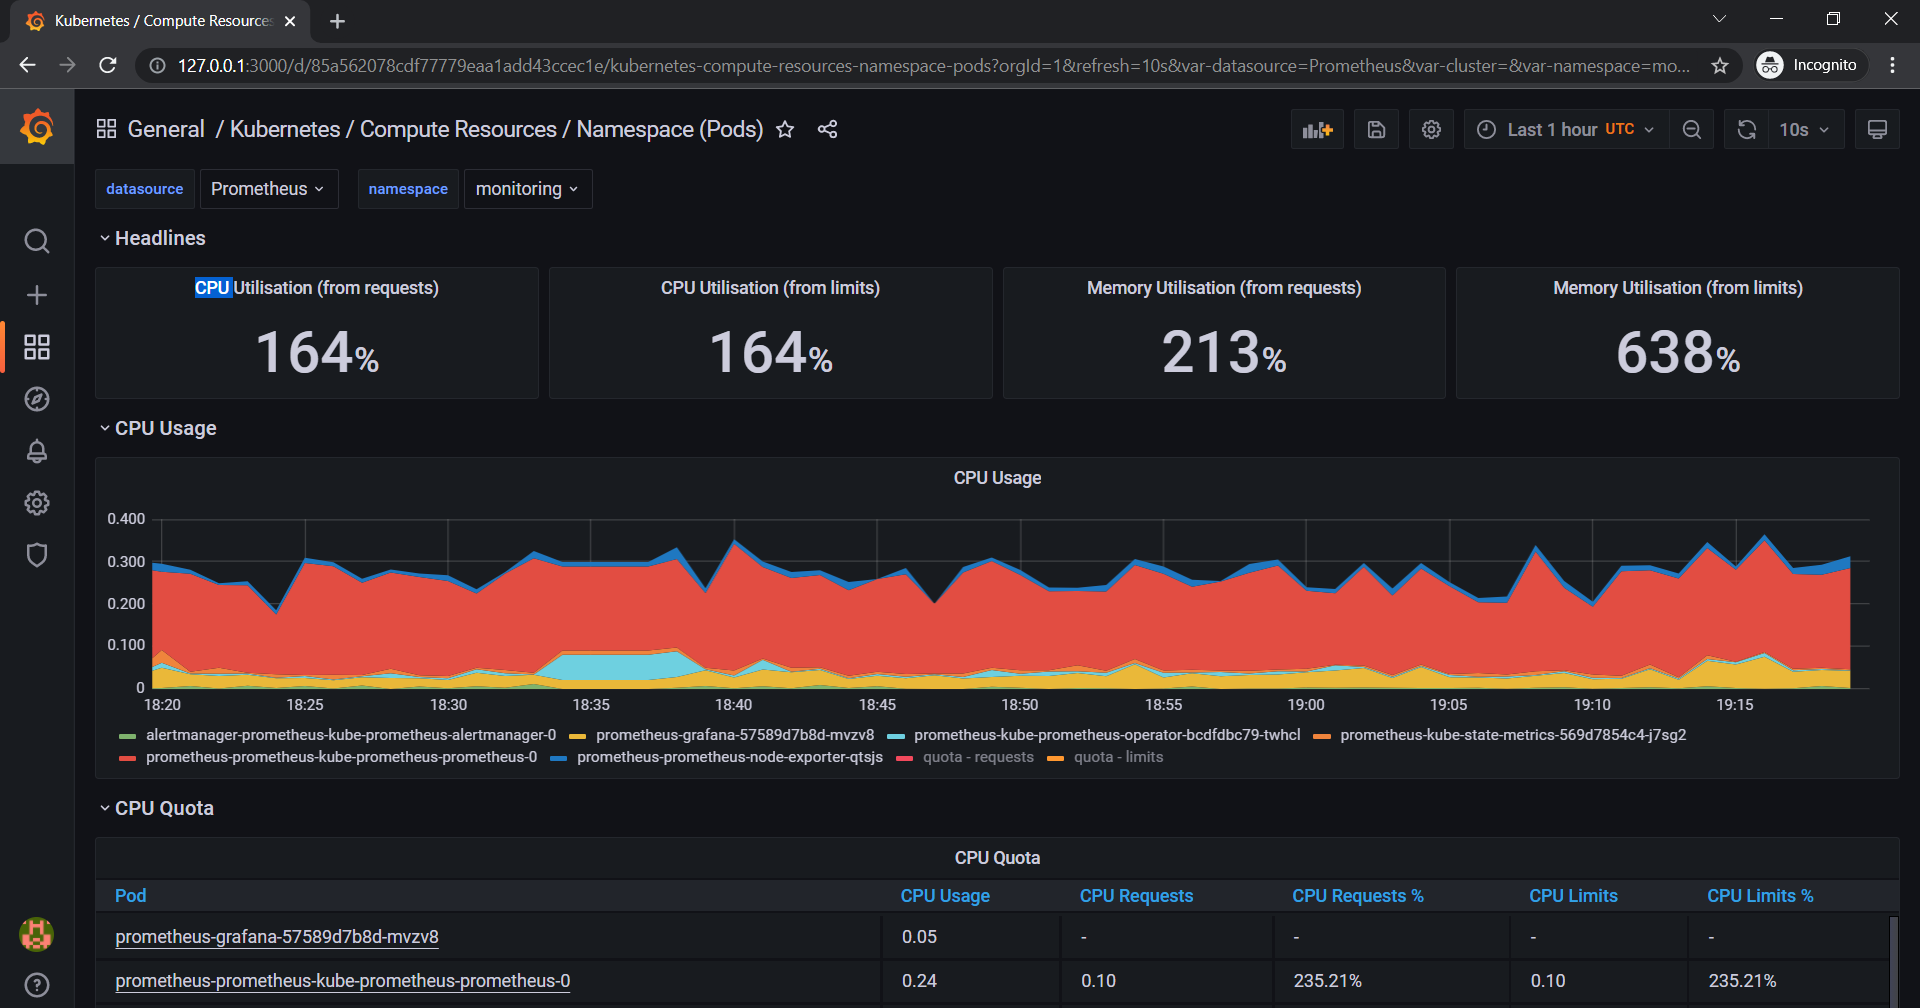 Kubernetes / Compute Resources
127.0.0.1:3000/d/85a562078cdf77779eaa1add43ccec1e/kubernetes-compute-resources-namespace-pods?orgId=1&refresh=10s&var-datasource=Prometheus&var-cluster=&var-namespace=mo...
Incognito
General / Kubernetes / Compute Resources / Namespace (Pods)
Last 1 hour UTC
10s
datasource Prometheus namespace monitoring
Headlines
CPU Utilisation (from requests)
164%
CPU Utilisation (from limits)
164%
Memory Utilisation (from requests)
213%
Memory Utilisation (from limits)
638%
CPU Usage
CPU Usage
0.400
0.300
0.200
0.100
0
18:20 18:25 18:30 18:35 18:40 18:45 18:50 18:55 19:00 19:05 19:10 19:15
alertmanager-prometheus-kube-prometheus-alertmanager-0 prometheus-grafana-57589d7b8d-mvzv8 prometheus-kube-prometheus-operator-bcdfdbc79-twhcl prometheus-kube-state-metrics-569d7854c4-j7sg2
prometheus-prometheus-kube-prometheus-prometheus-0 prometheus-prometheus-node-exporter-qtsjs quota - requests quota - limits
CPU Quota
CPU Quota
Pod CPU Usage CPU Requests CPU Requests % CPU Limits CPU Limits %
prometheus-grafana-57589d7b8d-mvzv8 0.05 - - - -
prometheus-prometheus-kube-prometheus-prometheus-0 0.24 0.10 235.21% 0.10 235.21%